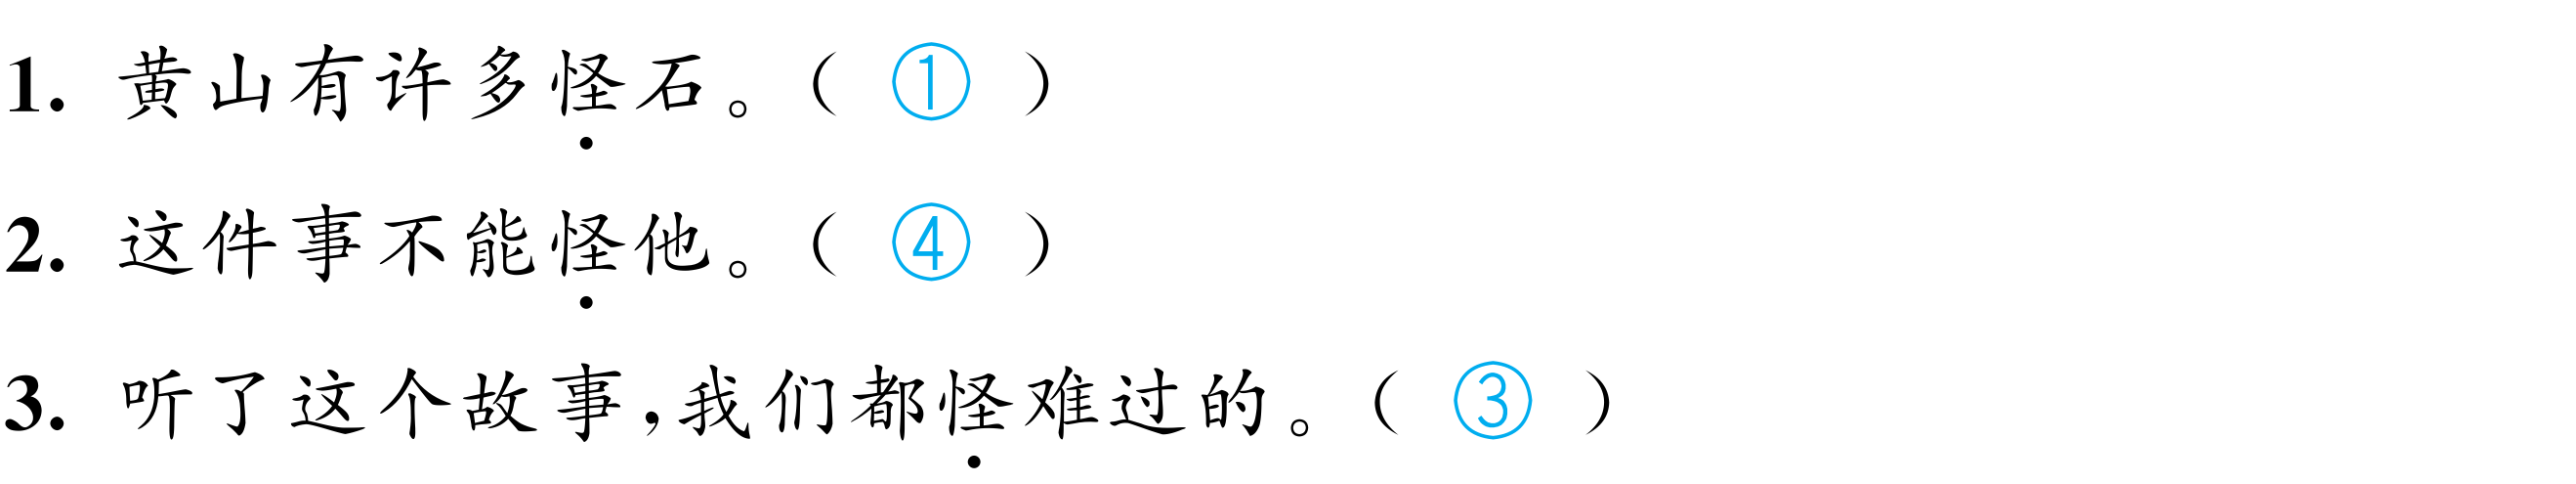 1. 黄山有许多怪石。( ① )
2. 这件事不能怪他。( ④ )
3. 听了这个故事,我们都怪难过的。( ③ )